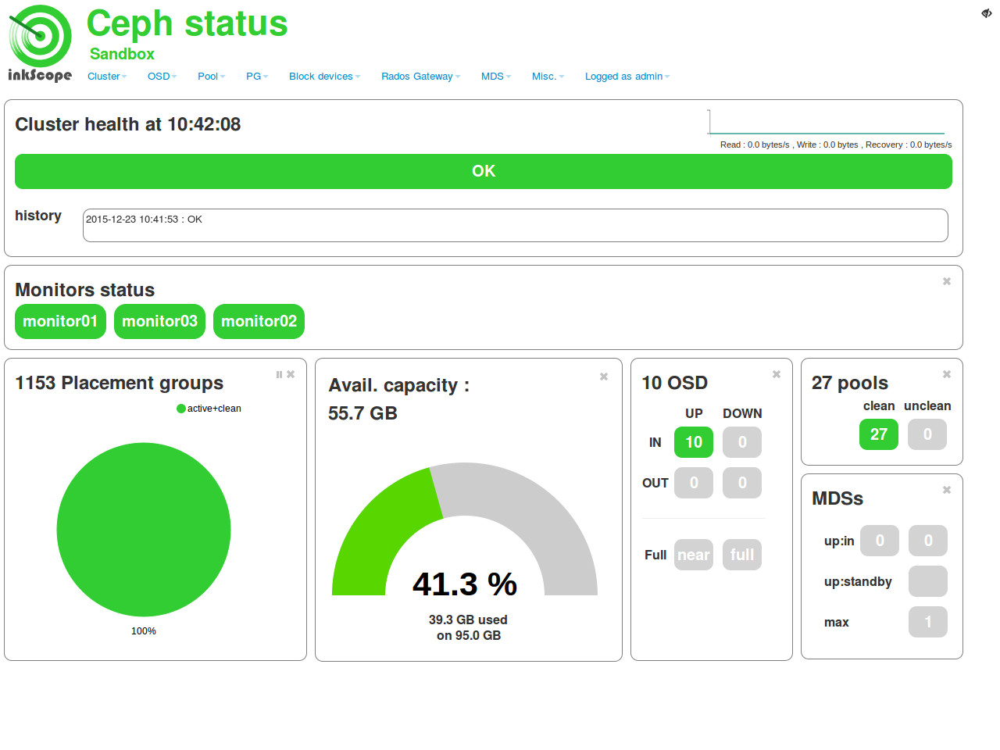 Ceph status
Sandbox
inkScope
Cluster OSD Pool PG Block devices Rados Gateway MDS Misc. Logged as admin
Cluster health at 10:42:08
Read : 0.0 bytes/s , Write : 0.0 bytes , Recovery : 0.0 bytes/s
OK
history
2015-12-23 10:41:53 : OK
Monitors status
monitor01 monitor03 monitor02
1153 Placement groups
active+clean
100%
Avail. capacity :
55.7 GB
41.3 %
39.3 GB used
on 95.0 GB
10 OSD
UP DOWN
IN 10 0
OUT 0 0
Full near full
27 pools
clean unclean
27 0
MDSs
up:in 0 0
up:standby
max 1